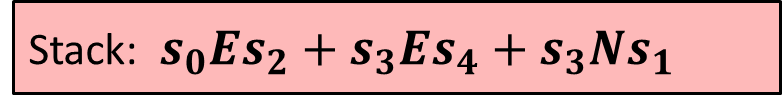 Stack: s₀Es₂ + s₃Es₄ + s₃Ns₁